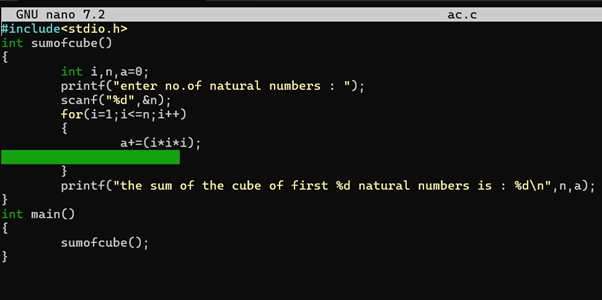 GNU nano 7.2 ac.c
#include<stdio.h>
int sumofcube()
{
int i,n,a=0;
printf("enter no.of natural numbers : ");
scanf("%d",&n);
for(i=1;i<=n;i++)
{
a+=(i*i*i);
}
printf("the sum of the cube of first %d natural numbers is : %d\n",n,a);
}
int main()
{
sumofcube();
}